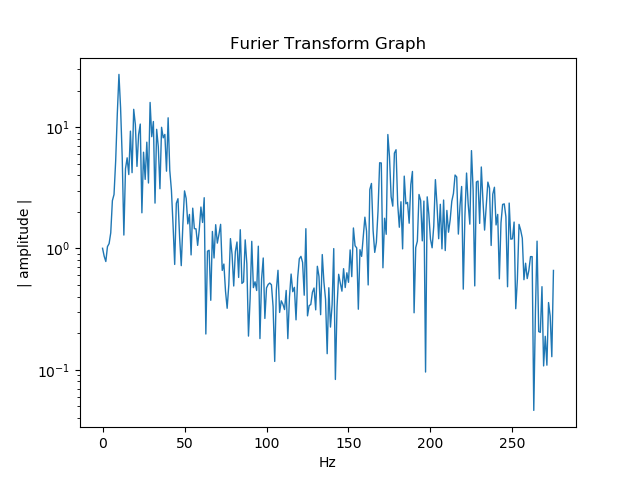 Furier Transform Graph
| amplitude |
10¹
10⁰
10⁻¹
0 50 100 150 200 250
Hz